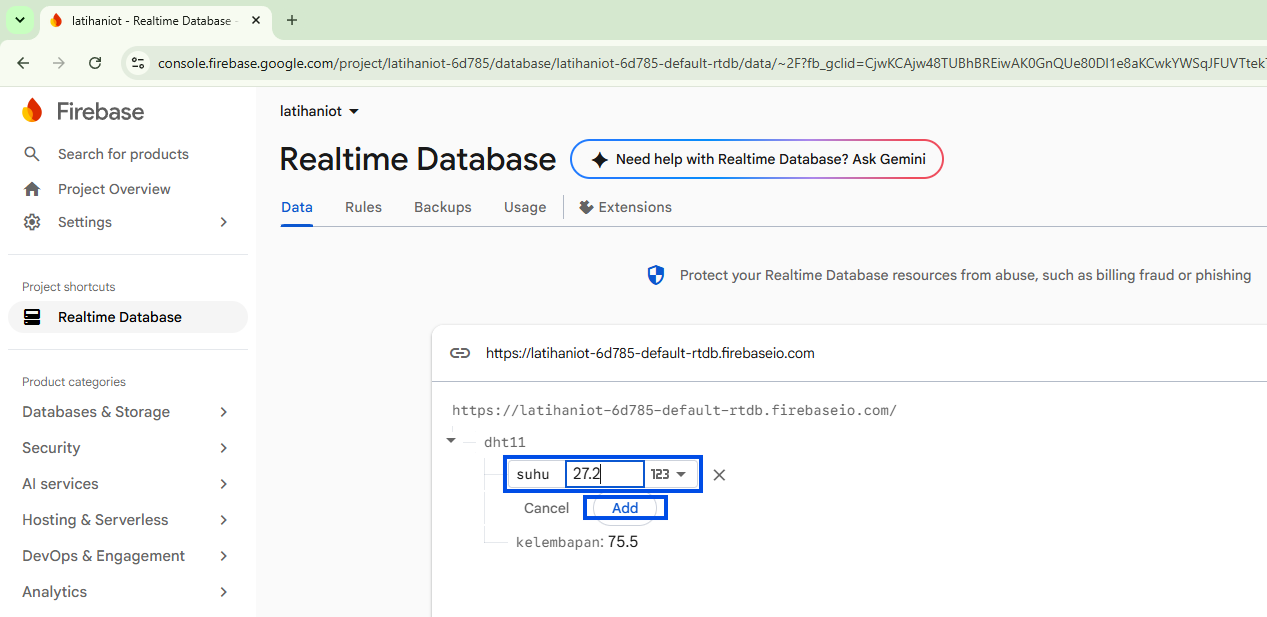 latihaniot - Realtime Database -
console.firebase.google.com/project/latihaniot-6d785/database/latihaniot-6d785-default-rtdb/data/~2F?fb_gclid=CjwKCAjw48TUBhBREiwAK0GnQUe80DI1e8aKCwkYWSqJFUVTtek
Firebase
Search for products
Project Overview
Settings
Project shortcuts
Realtime Database
Product categories
Databases & Storage
Security
AI services
Hosting & Serverless
DevOps & Engagement
Analytics
latihaniot
Realtime Database
Need help with Realtime Database? Ask Gemini
Data Rules Backups Usage Extensions
Protect your Realtime Database resources from abuse, such as billing fraud or phishing
https://latihaniot-6d785-default-rtdb.firebaseio.com
https://latihaniot-6d785-default-rtdb.firebaseio.com/
dht11
suhu 27.2 123
Cancel Add
kelembapan: 75.5